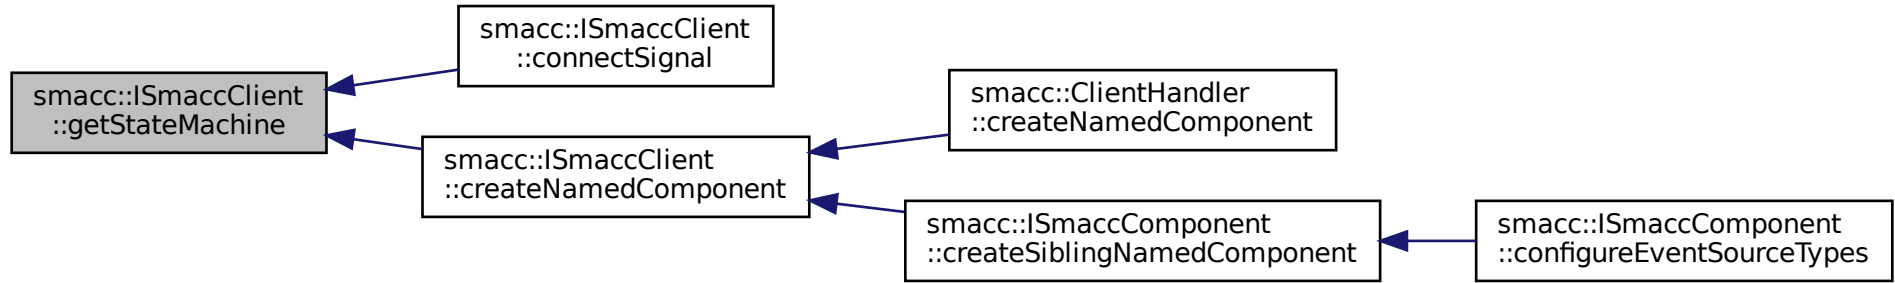 smacc::ISmaccClient
::getStateMachine
smacc::ISmaccClient
::connectSignal
smacc::ISmaccClient
::createNamedComponent
smacc::ClientHandler
::createNamedComponent
smacc::ISmaccComponent
::createSiblingNamedComponent
smacc::ISmaccComponent
::configureEventSourceTypes